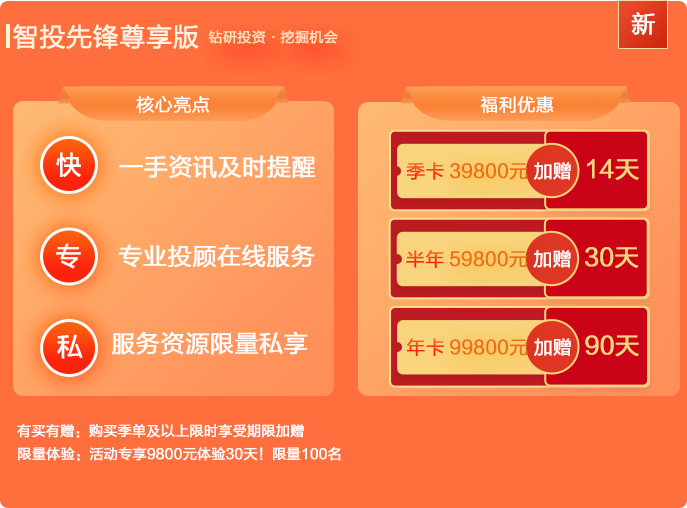 智投先锋尊享版 钻研投资·挖掘机会
新
核心亮点
快 一手资讯及时提醒
专 专业投顾在线服务
私 服务资源限量私享
福利优惠
季卡 39800元 加赠 14天
半年 59800元 加赠 30天
年卡 99800元 加赠 90天
有买有赠：购买季单及以上限时享受期限加赠
限量体验：活动专享9800元体验30天！限量100名